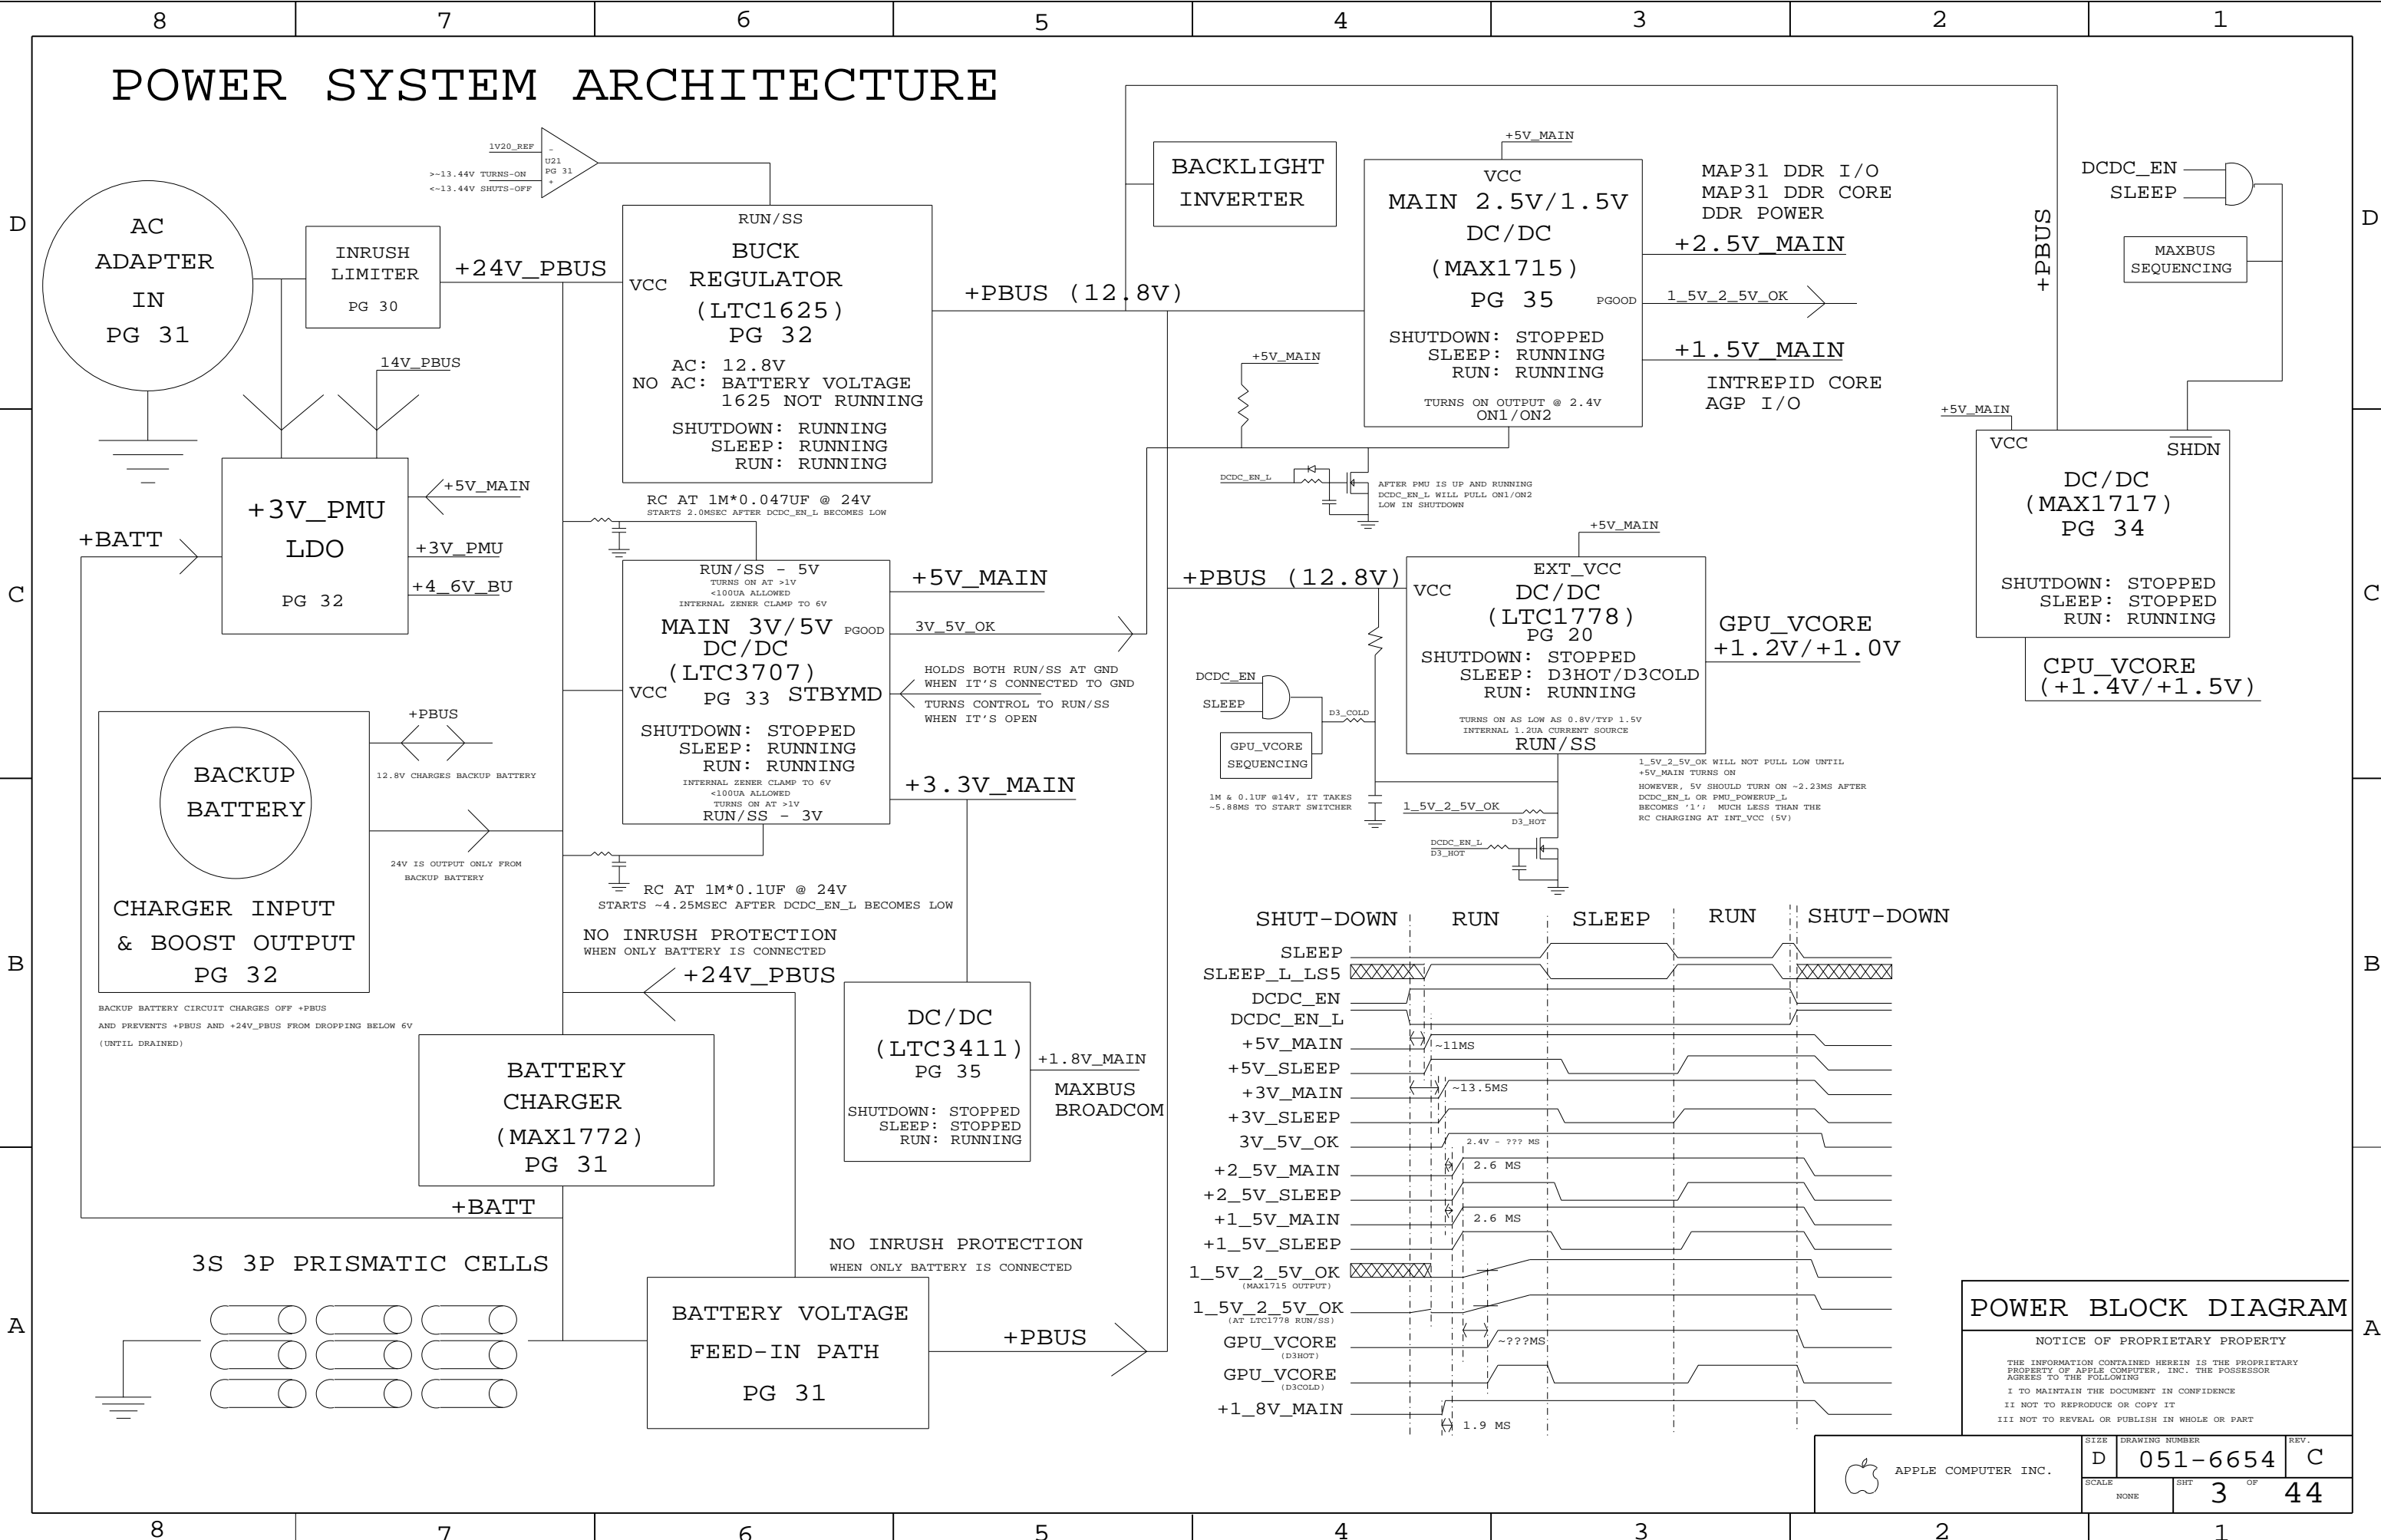 8 7 6 5 4 3 2 1
POWER SYSTEM ARCHITECTURE
D
C
B
A
AC
ADAPTER
IN
PG 31
INRUSH
LIMITER
PG 30
+24V_PBUS
1V20_REF
>~13.44V TURNS-ON
<~13.44V SHUTS-OFF
-
U21
PG 31
+
RUN/SS
BUCK
REGULATOR
VCC
(LTC1625)
PG 32
AC: 12.8V
NO AC: BATTERY VOLTAGE
1625 NOT RUNNING
SHUTDOWN: RUNNING
SLEEP: RUNNING
RUN: RUNNING
+PBUS (12.8V)
BACKLIGHT
INVERTER
+5V_MAIN
VCC
MAIN 2.5V/1.5V
DC/DC
(MAX1715)
PG 35
PGOOD
SHUTDOWN: STOPPED
SLEEP: RUNNING
RUN: RUNNING
TURNS ON OUTPUT @ 2.4V
ON1/ON2
MAP31 DDR I/O
MAP31 DDR CORE
DDR POWER
+2.5V_MAIN
1_5V_2_5V_OK
+1.5V_MAIN
INTREPID CORE
AGP I/O
+PBUS
DCDC_EN
SLEEP
MAXBUS
SEQUENCING
+5V_MAIN
VCC
SHDN
DC/DC
(MAX1717)
PG 34
SHUTDOWN: STOPPED
SLEEP: STOPPED
RUN: RUNNING
CPU_VCORE
(+1.4V/+1.5V)
14V_PBUS
+3V_PMU
LDO
PG 32
+5V_MAIN
+3V_PMU
+4_6V_BU
+BATT
RC AT 1M*0.047UF @ 24V
STARTS 2.0MSEC AFTER DCDC_EN_L BECOMES LOW
RUN/SS - 5V
TURNS ON AT >1V
<100UA ALLOWED
INTERNAL ZENER CLAMP TO 6V
MAIN 3V/5V
PGOOD
DC/DC
(LTC3707)
VCC
PG 33
STBYMD
SHUTDOWN: STOPPED
SLEEP: RUNNING
RUN: RUNNING
INTERNAL ZENER CLAMP TO 6V
<100UA ALLOWED
TURNS ON AT >1V
RUN/SS - 3V
+5V_MAIN
3V_5V_OK
HOLDS BOTH RUN/SS AT GND
WHEN IT'S CONNECTED TO GND
TURNS CONTROL TO RUN/SS
WHEN IT'S OPEN
+3.3V_MAIN
RC AT 1M*0.1UF @ 24V
STARTS ~4.25MSEC AFTER DCDC_EN_L BECOMES LOW
+5V_MAIN
DCDC_EN_L
AFTER PMU IS UP AND RUNNING
DCDC_EN_L WILL PULL ON1/ON2
LOW IN SHUTDOWN
+PBUS (12.8V)
+5V_MAIN
EXT_VCC
VCC
DC/DC
(LTC1778)
PG 20
SHUTDOWN: STOPPED
SLEEP: D3HOT/D3COLD
RUN: RUNNING
TURNS ON AS LOW AS 0.8V/TYP 1.5V
INTERNAL 1.2UA CURRENT SOURCE
RUN/SS
GPU_VCORE
+1.2V/+1.0V
DCDC_EN
SLEEP
D3_COLD
GPU_VCORE
SEQUENCING
1M & 0.1UF @14V, IT TAKES
~5.88MS TO START SWITCHER
1_5V_2_5V_OK
D3_HOT
DCDC_EN_L
D3_HOT
1_5V_2_5V_OK WILL NOT PULL LOW UNTIL
+5V_MAIN TURNS ON
HOWEVER, 5V SHOULD TURN ON ~2.23MS AFTER
DCDC_EN_L OR PMU_POWERUP_L
BECOMES '1'; MUCH LESS THAN THE
RC CHARGING AT INT_VCC (5V)
BACKUP
BATTERY
CHARGER INPUT
& BOOST OUTPUT
PG 32
+PBUS
12.8V CHARGES BACKUP BATTERY
24V IS OUTPUT ONLY FROM
BACKUP BATTERY
BACKUP BATTERY CIRCUIT CHARGES OFF +PBUS
AND PREVENTS +PBUS AND +24V_PBUS FROM DROPPING BELOW 6V
(UNTIL DRAINED)
NO INRUSH PROTECTION
WHEN ONLY BATTERY IS CONNECTED
+24V_PBUS
BATTERY
CHARGER
(MAX1772)
PG 31
+BATT
DC/DC
(LTC3411)
PG 35
SHUTDOWN: STOPPED
SLEEP: STOPPED
RUN: RUNNING
+1.8V_MAIN
MAXBUS
BROADCOM
3S 3P PRISMATIC CELLS
NO INRUSH PROTECTION
WHEN ONLY BATTERY IS CONNECTED
BATTERY VOLTAGE
FEED-IN PATH
PG 31
+PBUS
SHUT-DOWN RUN SLEEP RUN SHUT-DOWN
SLEEP
SLEEP_L_LS5
DCDC_EN
DCDC_EN_L
+5V_MAIN
~11MS
+5V_SLEEP
+3V_MAIN
~13.5MS
+3V_SLEEP
3V_5V_OK
2.4V - ??? MS
+2_5V_MAIN
2.6 MS
+2_5V_SLEEP
+1_5V_MAIN
2.6 MS
+1_5V_SLEEP
1_5V_2_5V_OK
(MAX1715 OUTPUT)
1_5V_2_5V_OK
(AT LTC1778 RUN/SS)
GPU_VCORE
(D3HOT)
~???MS
GPU_VCORE
(D3COLD)
+1_8V_MAIN
1.9 MS
POWER BLOCK DIAGRAM
NOTICE OF PROPRIETARY PROPERTY
THE INFORMATION CONTAINED HEREIN IS THE PROPRIETARY
PROPERTY OF APPLE COMPUTER, INC. THE POSSESSOR
AGREES TO THE FOLLOWING
I TO MAINTAIN THE DOCUMENT IN CONFIDENCE
II NOT TO REPRODUCE OR COPY IT
III NOT TO REVEAL OR PUBLISH IN WHOLE OR PART
APPLE COMPUTER INC.
SIZE
D
DRAWING NUMBER
051-6654
REV.
C
SCALE
NONE
SHT
3
OF
44
D
C
B
A
8 7 6 5 4 3 2 1